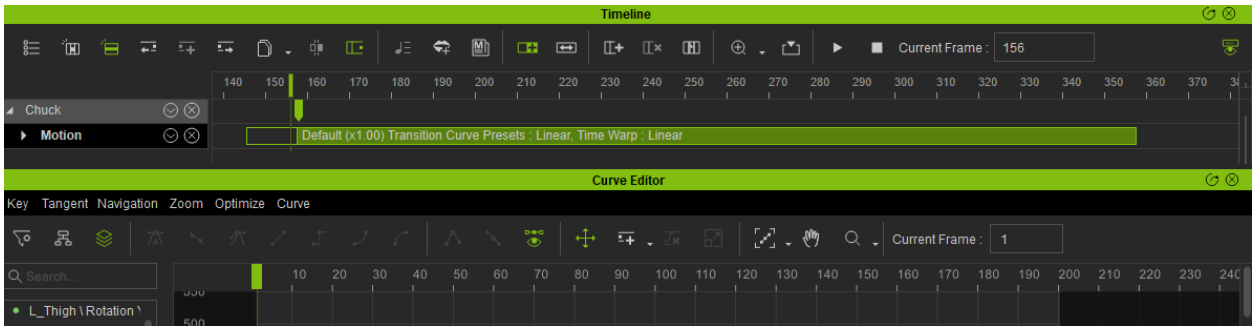 Timeline
Current Frame : 156
140 150 160 170 180 190 200 210 220 230 240 250 260 270 280 290 300 310 320 330 340 350 360 370
Chuck
Motion Default (x1.00) Transition Curve Presets : Linear, Time Warp : Linear
Curve Editor
Key Tangent Navigation Zoom Optimize Curve
Current Frame : 1
Search... 10 20 30 40 50 60 70 80 90 100 110 120 130 140 150 160 170 180 190 200 210 220 230 240
550
L_Thigh \ Rotation
500